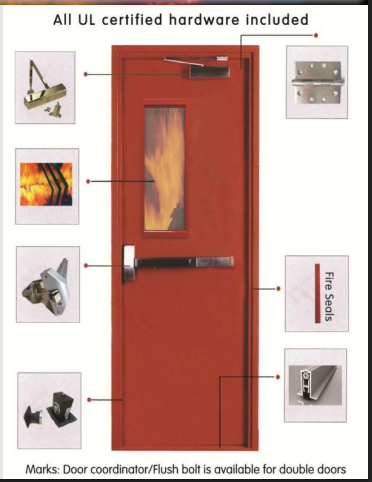 All UL certified hardware included
Fire Seals
Marks: Door coordinator/Flush bolt is available for double doors